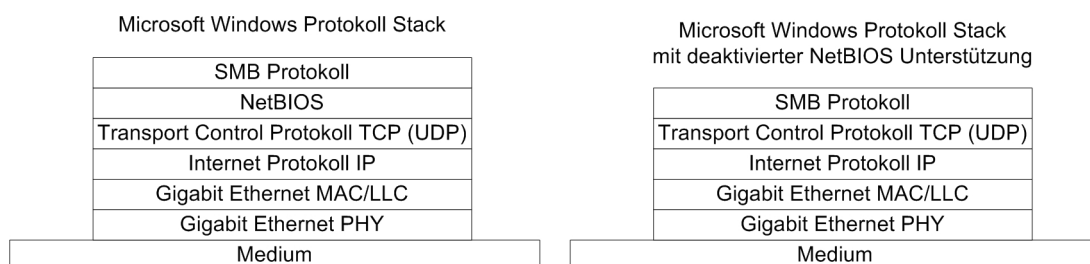 Microsoft Windows Protokoll Stack
SMB Protokoll
NetBIOS
Transport Control Protokoll TCP (UDP)
Internet Protokoll IP
Gigabit Ethernet MAC/LLC
Gigabit Ethernet PHY
Medium
Microsoft Windows Protokoll Stack
mit deaktivierter NetBIOS Unterstützung
SMB Protokoll
Transport Control Protokoll TCP (UDP)
Internet Protokoll IP
Gigabit Ethernet MAC/LLC
Gigabit Ethernet PHY
Medium